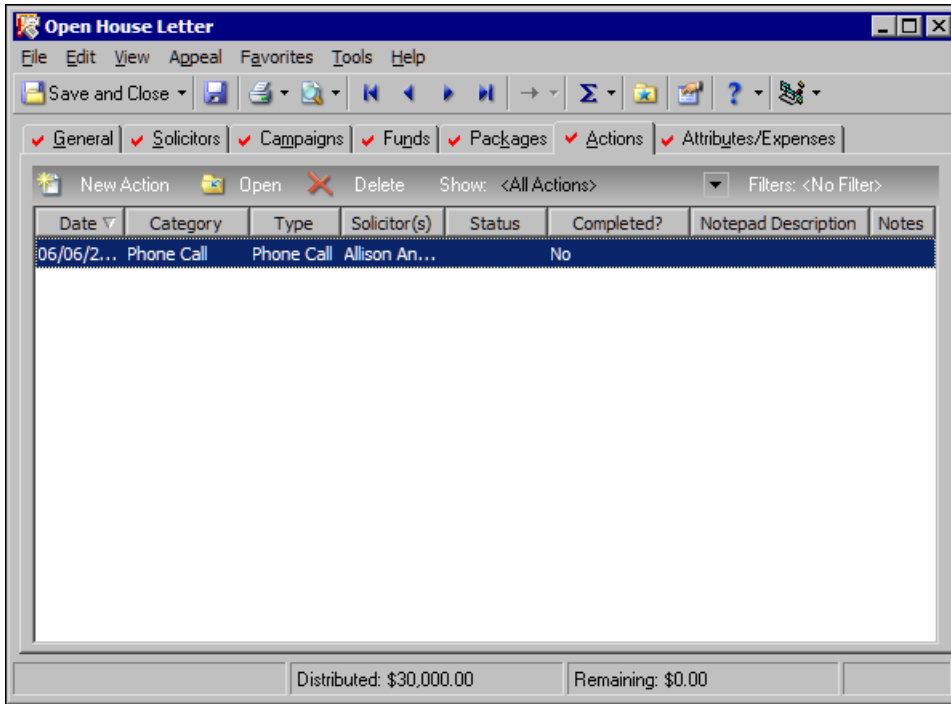 Open House Letter
File Edit View Appeal Favorites Tools Help
Save and Close
General Solicitors Campaigns Funds Packages Actions Attributes/Expenses
New Action Open Delete Show: <All Actions> Filters: <No Filter>
Date Category Type Solicitor(s) Status Completed? Notepad Description Notes
06/06/2... Phone Call Phone Call Allison An... No
Distributed: $30,000.00 Remaining: $0.00